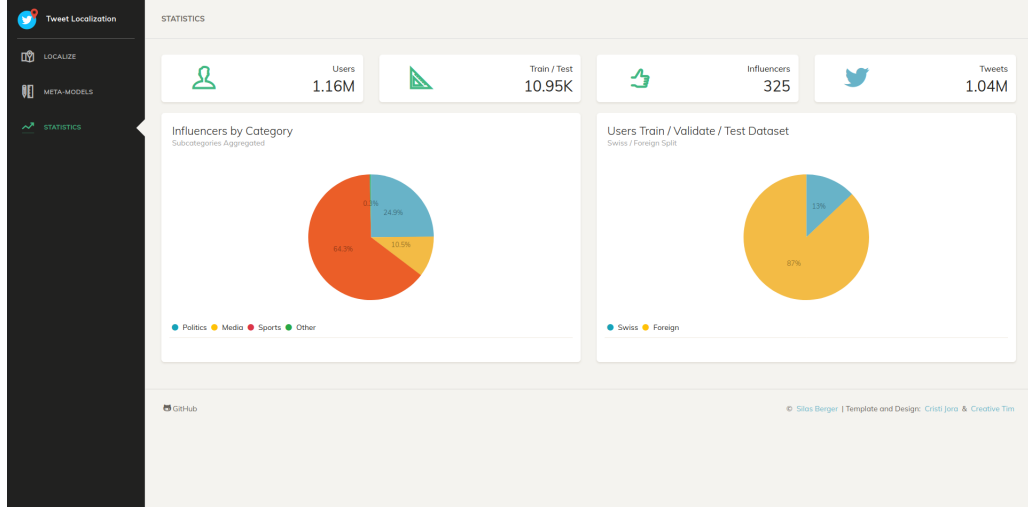 Tweet Localization
STATISTICS
LOCALIZE
META-MODELS
STATISTICS
Users
1.16M
Train / Test
10.95K
Influencers
325
Tweets
1.04M
Influencers by Category
Subcategories Aggregated
0.3%
24.9%
64.3%
10.5%
Politics Media Sports Other
Users Train / Validate / Test Dataset
Swiss / Foreign Split
13%
87%
Swiss Foreign
GitHub
© Silas Berger | Template and Design: Cristi Jora & Creative Tim